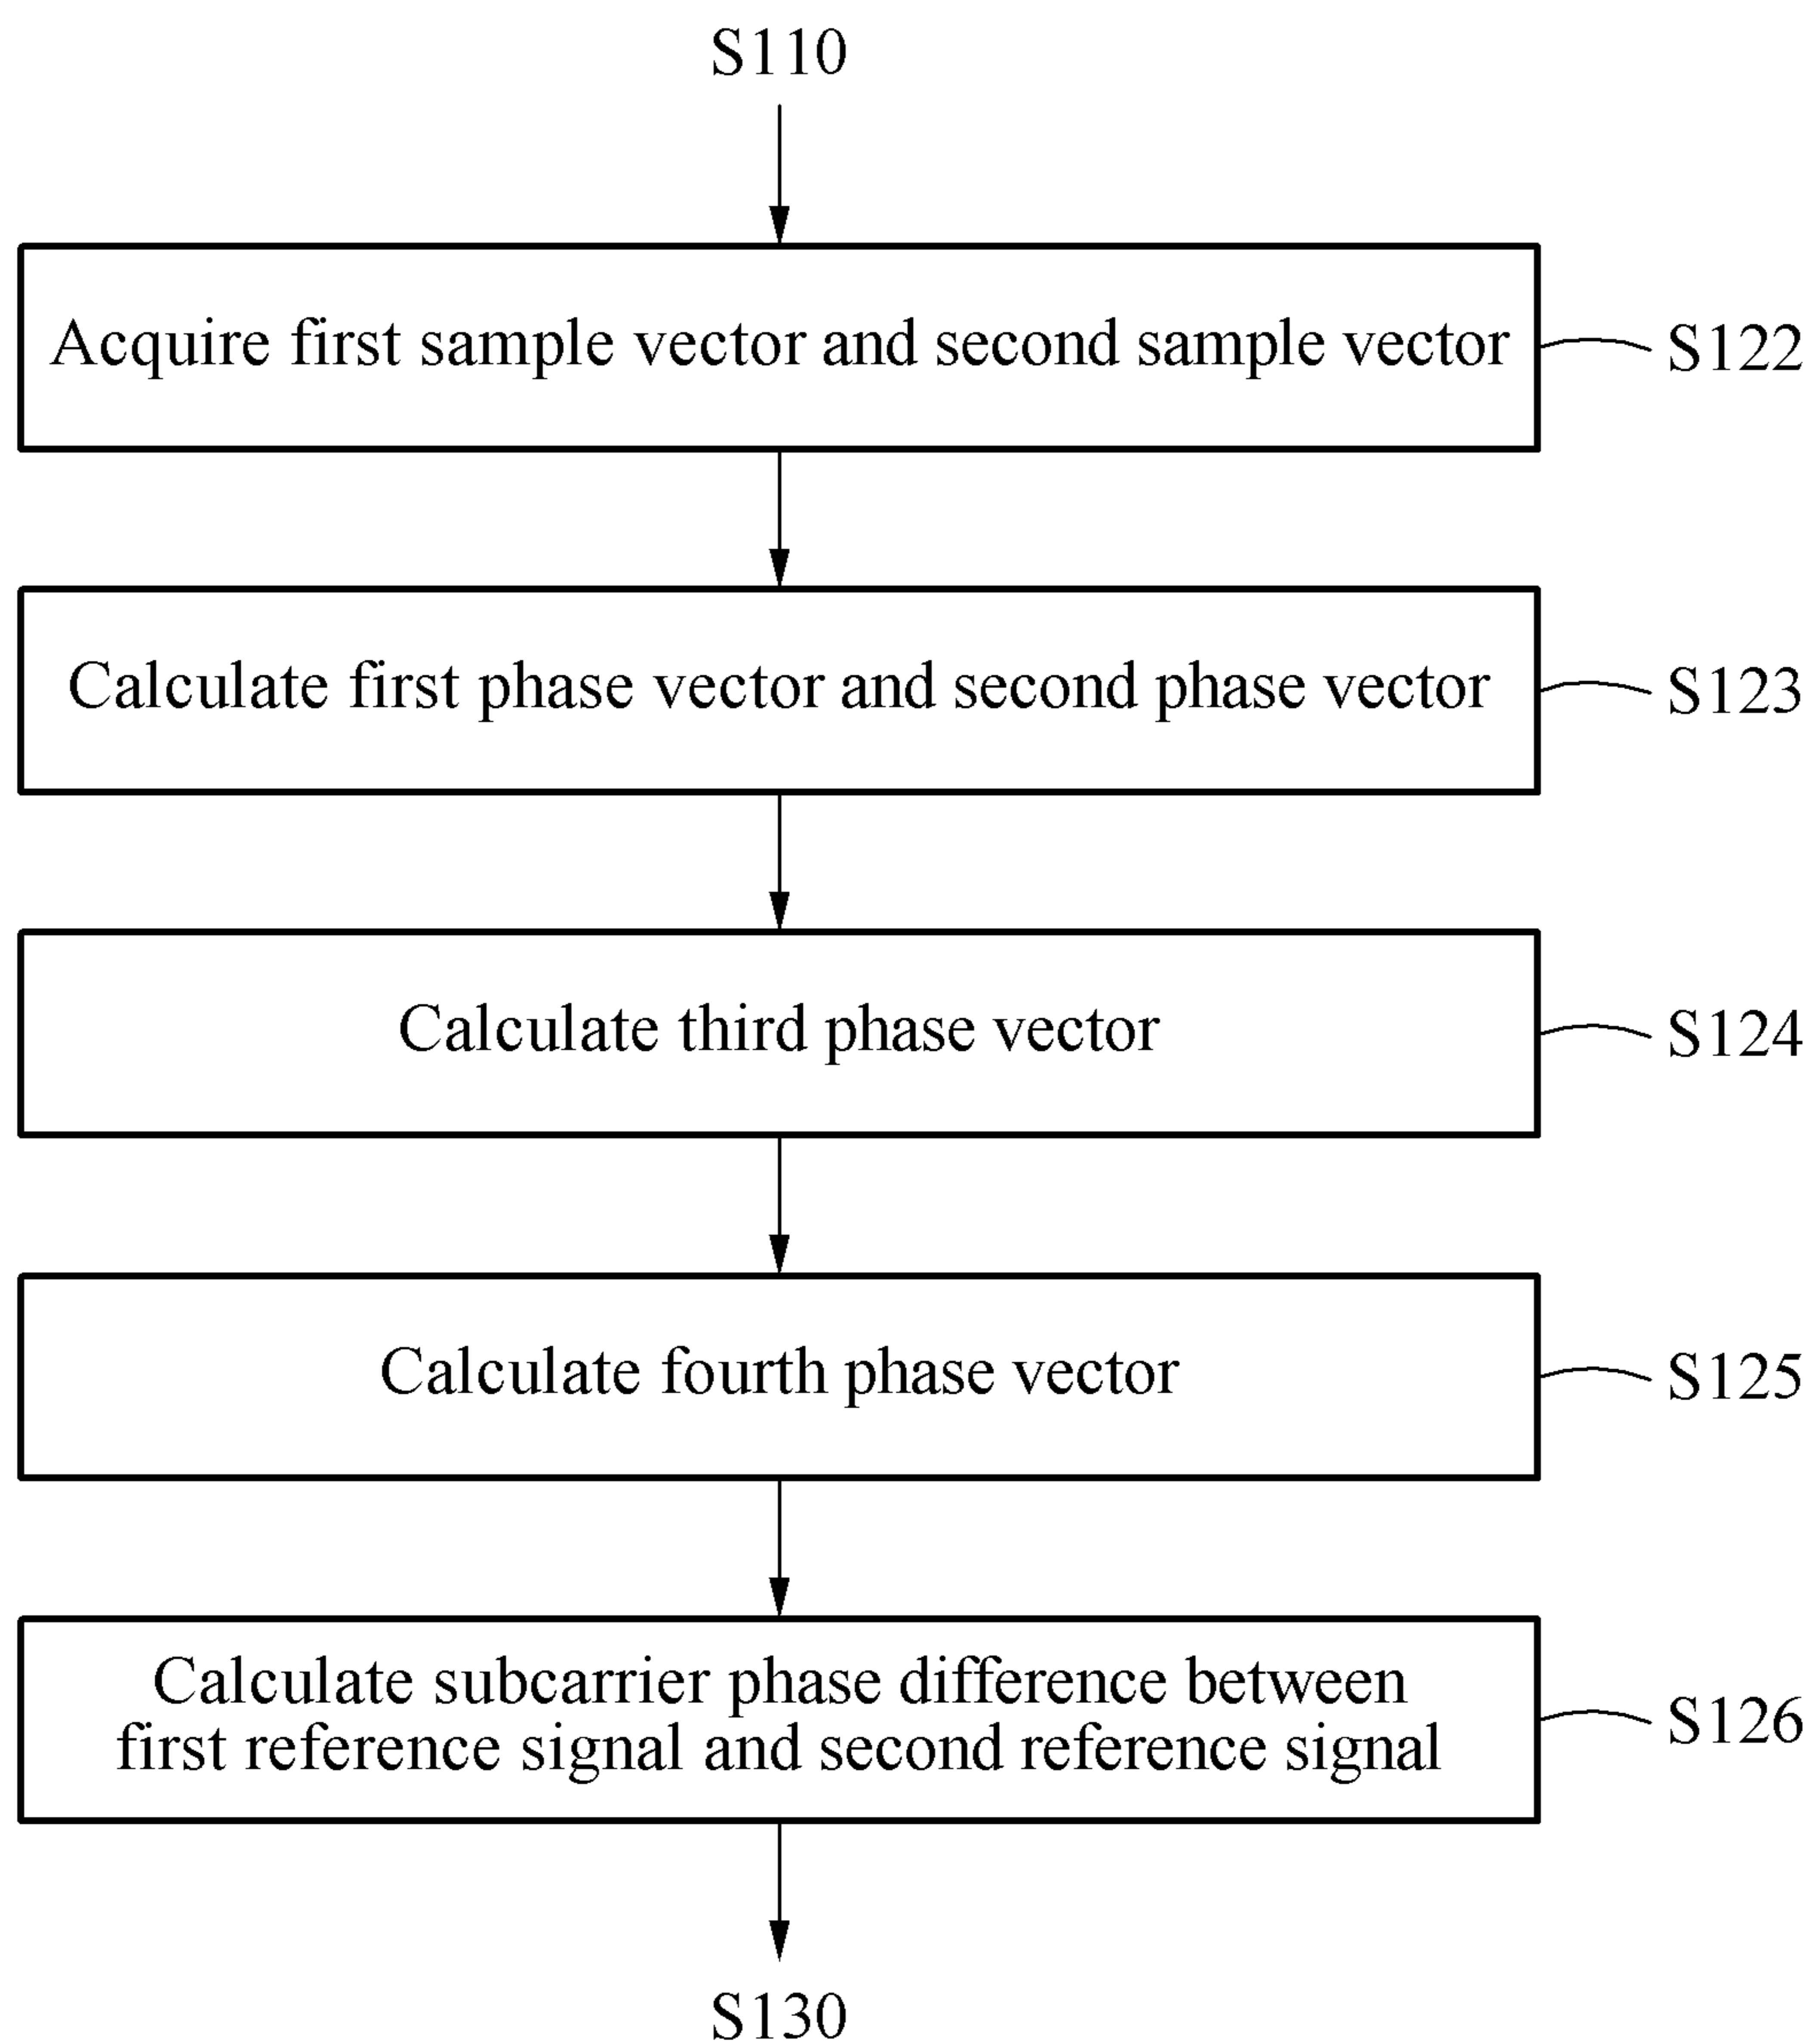 S110
Acquire first sample vector and second sample vector
S122
Calculate first phase vector and second phase vector
S123
Calculate third phase vector
S124
Calculate fourth phase vector
S125
Calculate subcarrier phase difference between
first reference signal and second reference signal
S126
S130